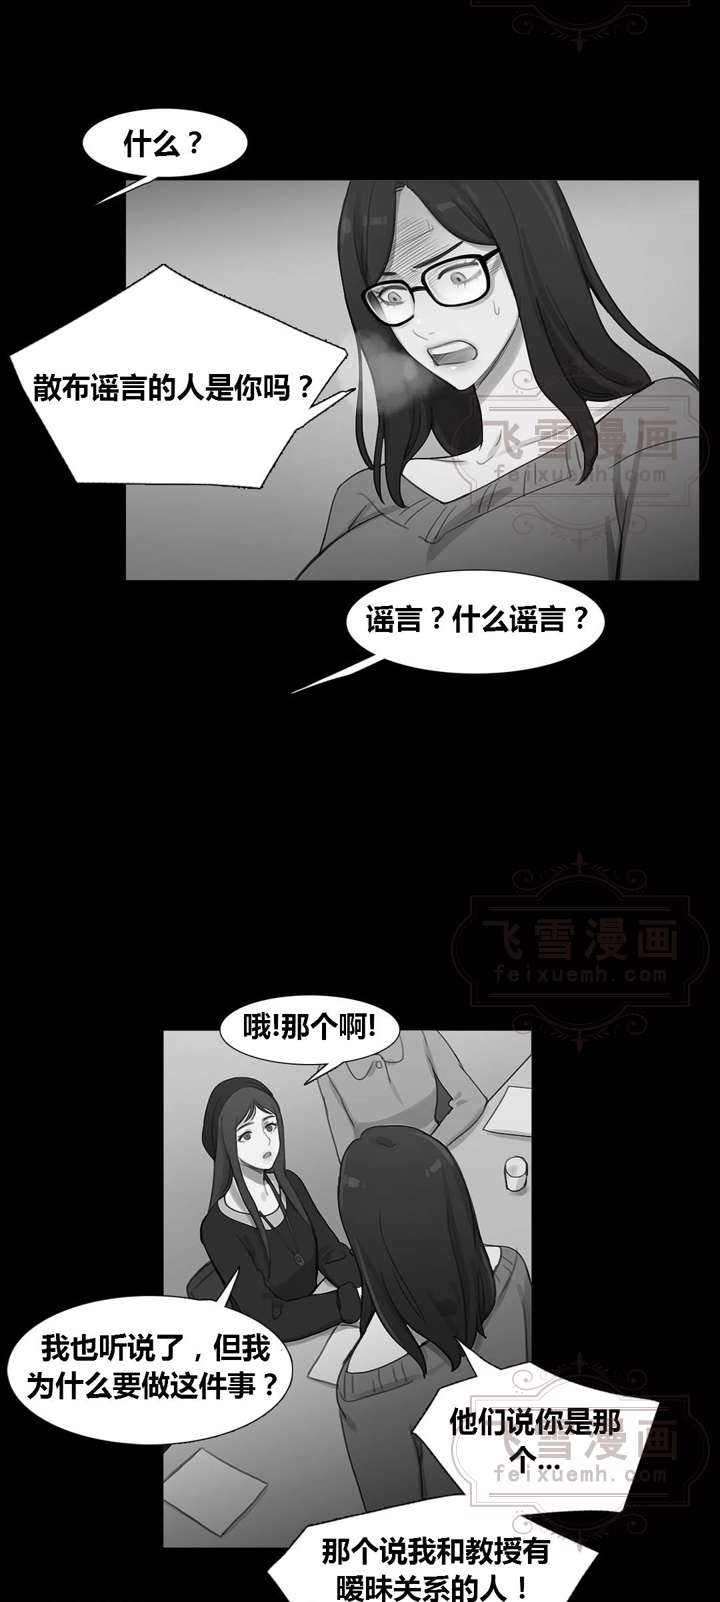 什么？
散布谣言的人是你吗？
飞雪漫画
feixuemh.com
谣言？什么谣言？
飞雪漫画
feixuemh.com
哦!那个啊!
我也听说了，但我
为什么要做这件事？
他们说你是那
个...
飞雪漫画
feixuemh.com
那个说我和教授有
暧昧关系的人！